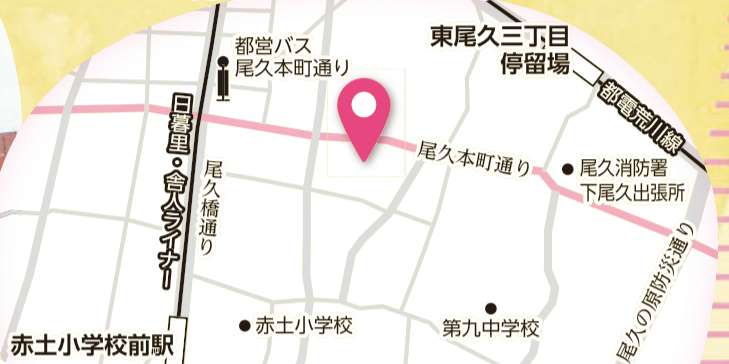 都営バス
尾久本町通り
東尾久三丁目
停留場
都電荒川線
日暮里・舎人ライナー
尾久橋通り
尾久本町通り
尾久消防署
下尾久出張所
尾久の原防災通り
赤土小学校
第九中学校
赤土小学校前駅